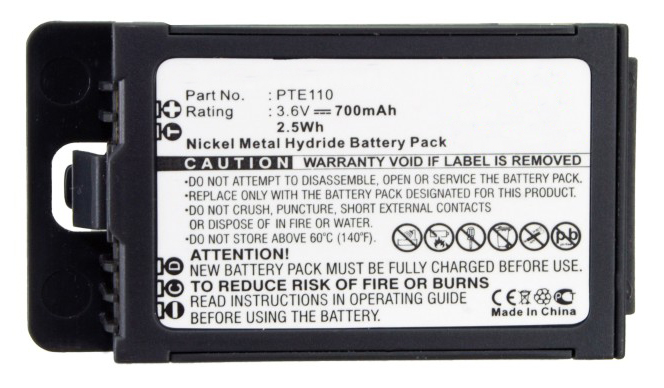 Part No. : PTE110
Rating : 3.6V 700mAh
2.5Wh
Nickel Metal Hydride Battery Pack
CAUTION WARRANTY VOID IF LABEL IS REMOVED
•DO NOT ATTEMPT TO DISASSEMBLE, OPEN OR SERVICE THE BATTERY PACK.
•REPLACE ONLY WITH THE BATTERY PACK DESIGNATED FOR THIS PRODUCT.
•DO NOT CRUSH, PUNCTURE, SHORT EXTERNAL CONTACTS
OR DISPOSE OF IN FIRE OR WATER.
•DO NOT STORE ABOVE 60°C (140°F).
Pb
ATTENTION!
NEW BATTERY PACK MUST BE FULLY CHARGED BEFORE USE.
TO REDUCE RISK OF FIRE OR BURNS
READ INSTRUCTIONS IN OPERATING GUIDE
BEFORE USING THE BATTERY.
CE
Made In China
+
T
D
C